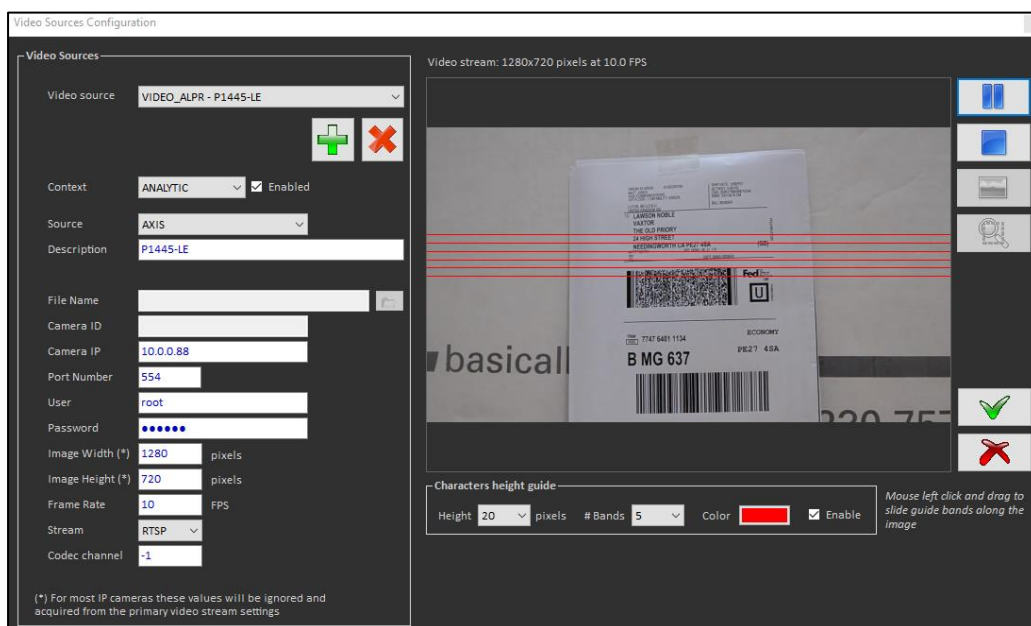 Video Sources Configuration
Video Sources
Video source VIDEO_ALPR - P1445-LE
Context ANALYTIC Enabled
Source AXIS
Description P1445-LE
File Name
Camera ID
Camera IP 10.0.0.88
Port Number 554
User root
Password ●●●●●●
Image Width (*) 1280 pixels
Image Height (*) 720 pixels
Frame Rate 10 FPS
Stream RTSP
Codec channel -1
(*) For most IP cameras these values will be ignored and
acquired from the primary video stream settings
Video stream: 1280x720 pixels at 10.0 FPS
LAWSON NOBLE
VAXTOR
THE OLD PRIORY
24 HIGH STREET
NEEDINGWORTH CA PE27 4SA
(GB)
Fed
U
7747 6401 1134
ECONOMY
B MG 637
PE27 4SA
basicall
Characters height guide
Height 20 pixels # Bands 5 Color Enable
Mouse left click and drag to
slide guide bands along the
image